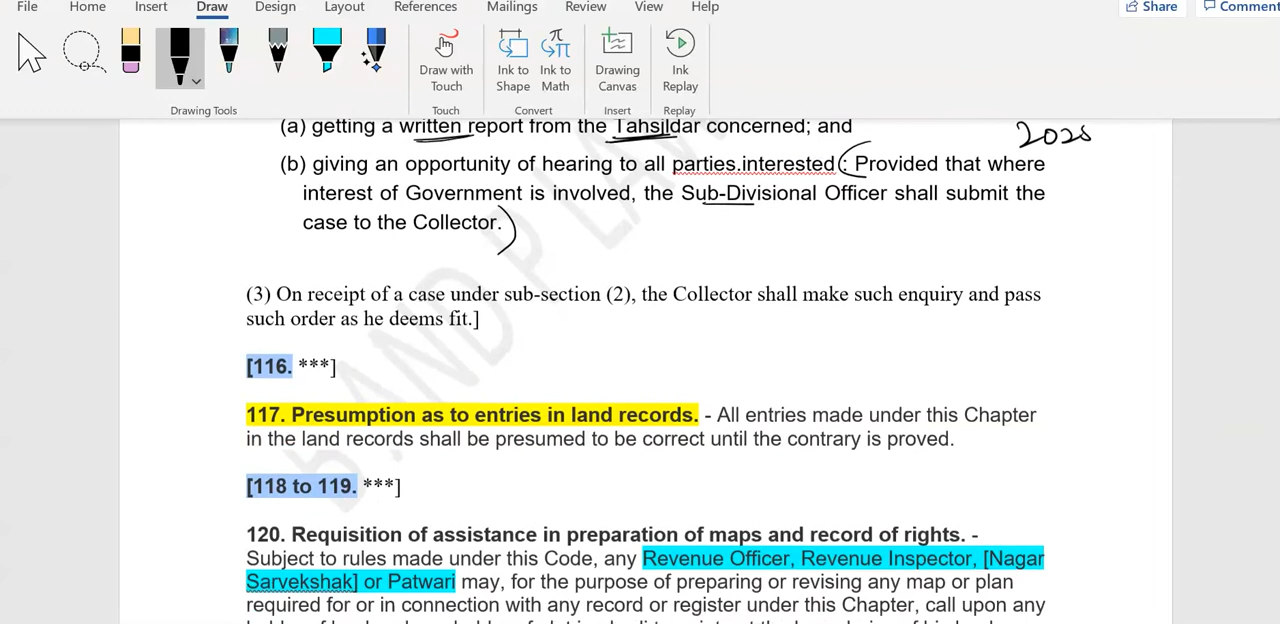 File Home Insert Draw Design Layout References Mailings Review View Help Share Comment
Draw with Touch
Ink to Shape
Ink to Math
Drawing Canvas
Ink Replay
Drawing Tools Touch Convert Insert Replay
(a) getting a written report from the Tahsildar concerned; and
2025
(b) giving an opportunity of hearing to all parties.interested : Provided that where
interest of Government is involved, the Sub-Divisional Officer shall submit the
case to the Collector.
(3) On receipt of a case under sub-section (2), the Collector shall make such enquiry and pass
such order as he deems fit.]
[116. ***]
117. Presumption as to entries in land records. - All entries made under this Chapter
in the land records shall be presumed to be correct until the contrary is proved.
[118 to 119. ***]
120. Requisition of assistance in preparation of maps and record of rights. -
Subject to rules made under this Code, any Revenue Officer, Revenue Inspector, [Nagar
Sarvekshak] or Patwari may, for the purpose of preparing or revising any map or plan
required for or in connection with any record or register under this Chapter, call upon any